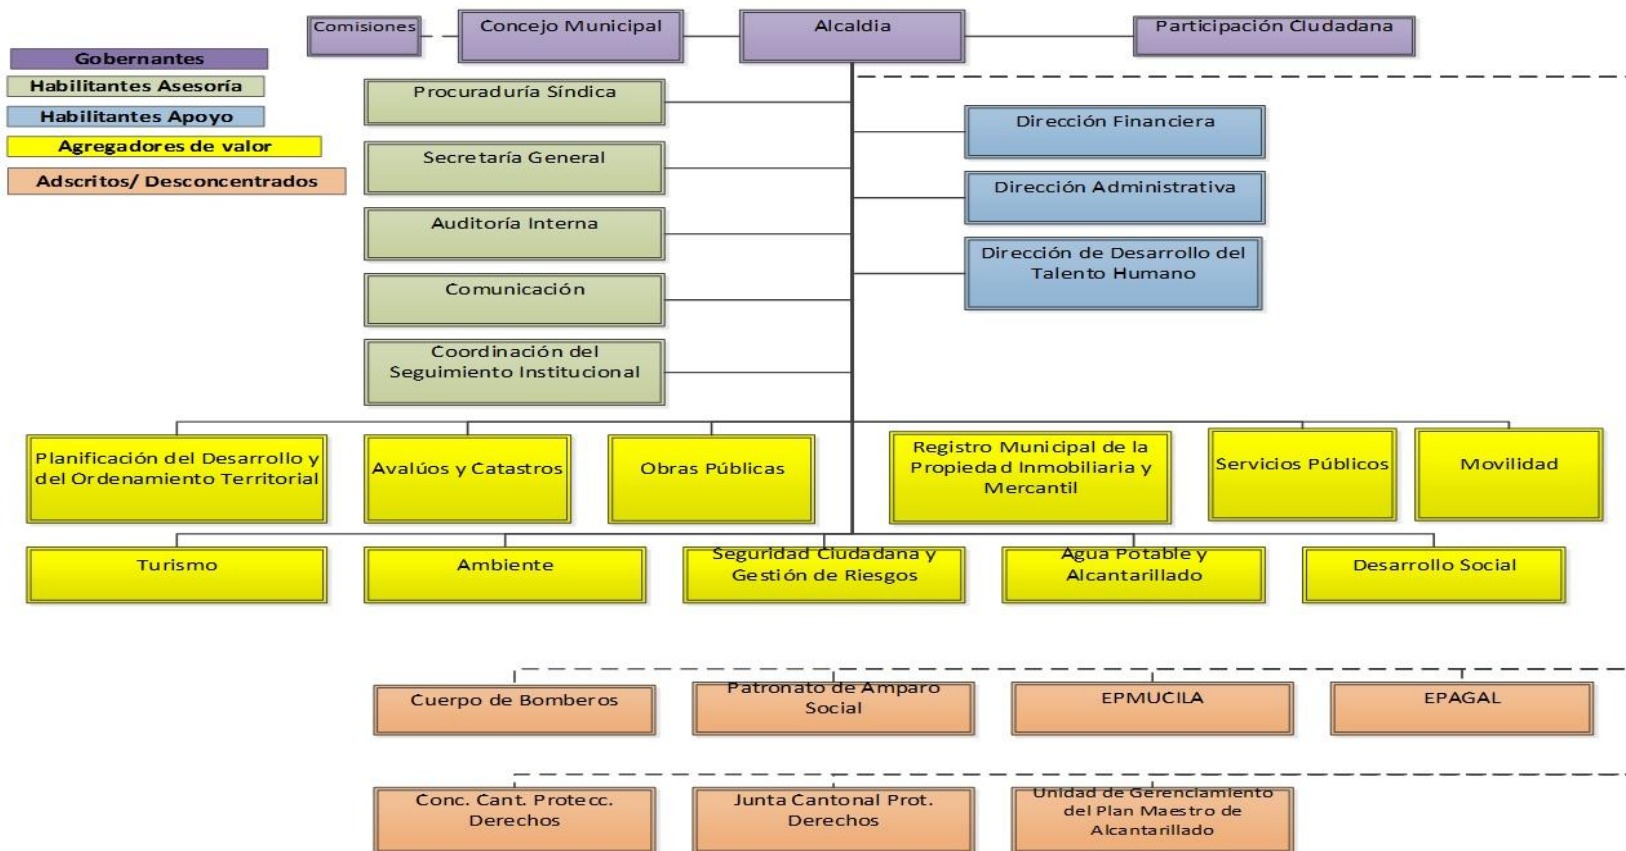 Comisiones
Concejo Municipal
Alcaldia
Participación Ciudadana
Gobernantes
Habilitantes Asesoría
Habilitantes Apoyo
Agregadores de valor
Adscritos/ Desconcentrados
Procuraduría Síndica
Secretaría General
Auditoría Interna
Comunicación
Coordinación del
Seguimiento Institucional
Dirección Financiera
Dirección Administrativa
Dirección de Desarrollo del
Talento Humano
Planificación del Desarrollo y
del Ordenamiento Territorial
Avalúos y Catastros
Obras Públicas
Registro Municipal de la
Propiedad Inmobiliaria y
Mercantil
Servicios Públicos
Movilidad
Turismo
Ambiente
Seguridad Ciudadana y
Gestión de Riesgos
Agua Potable y
Alcantarillado
Desarrollo Social
Cuerpo de Bomberos
Patronato de Amparo
Social
EPMUCILA
EPAGAL
Conc. Cant. Protecc.
Derechos
Junta Cantonal Prot.
Derechos
Unidad de Gerenciamiento
del Plan Maestro de
Alcantarillado